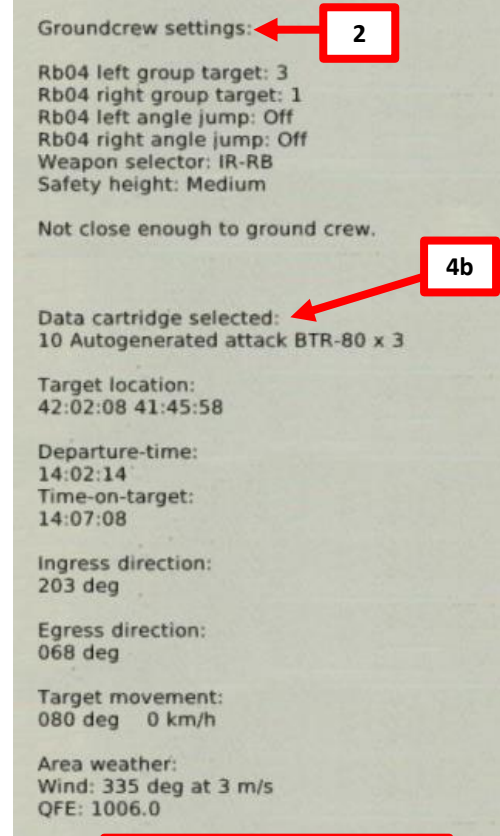 Groundcrew settings:
2
Rb04 left group target: 3
Rb04 right group target: 1
Rb04 left angle jump: Off
Rb04 right angle jump: Off
Weapon selector: IR-RB
Safety height: Medium
Not close enough to ground crew.
4b
Data cartridge selected:
10 Autogenerated attack BTR-80 x 3
Target location:
42:02:08 41:45:58
Departure-time:
14:02:14
Time-on-target:
14:07:08
Ingress direction:
203 deg
Egress direction:
068 deg
Target movement:
080 deg 0 km/h
Area weather:
Wind: 335 deg at 3 m/s
QFE: 1006.0